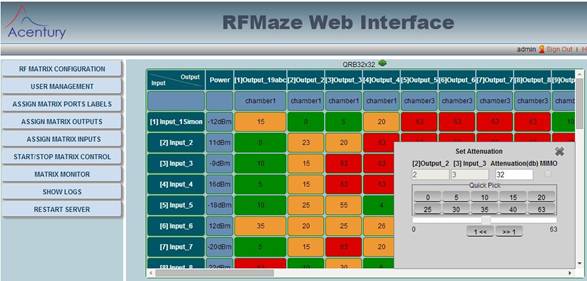 Acentury
RFMaze Web Interface
admin Sign Out | H
RF MATRIX CONFIGURATION
USER MANAGEMENT
ASSIGN MATRIX PORTS LABELS
ASSIGN MATRIX OUTPUTS
ASSIGN MATRIX INPUTS
START/STOP MATRIX CONTROL
MATRIX MONITOR
SHOW LOGS
RESTART SERVER
QRB32x32
Output
Input
Power [1]Output_19abc [2]Output_2 [3]Output_3 [4]Output_4 [5]Output_5 [6]Output_6 [7]Output_7 [8]Output_8 [9]Outp
chamber1 chamber1 chamber1 chamber1 chamber3 chamber3 chamber3 chamber3 chamb
[1] Input_1Simon -12dBm 15 0 5 20 63 63 63 63 10
[2] Input_2 11dBm 0 23 20 63
[3] Input_3 -9dBm 10 15 63 63
[4] Input_4 5 15 63 63
[5] Input_5 -18dBm 10 25 55 4
[6] Input_6 12dBm 35 20 25 26
[7] Input_7 -20dBm 5 15 63 20
[8] Input_8 22dBm
Set Attenuation
[2]Output_2 [3] Input_3 Attenuation(db) MIMO
2 3 32
Quick Pick
0 5 10 15 20
25 30 35 40 63
0 63
1 << >> 1